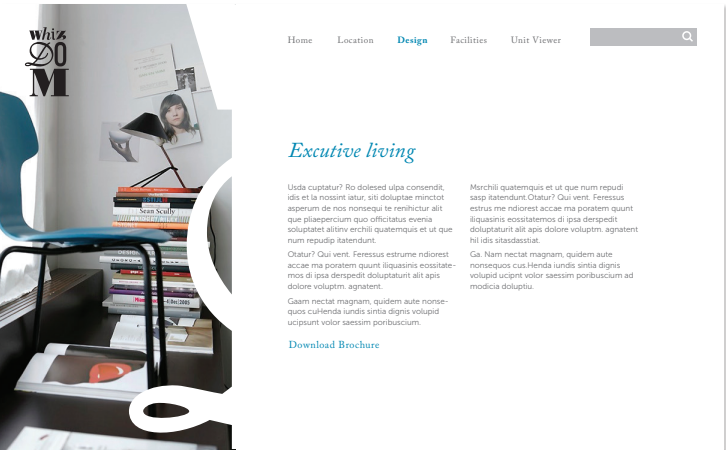 whiz
DO
M
Home Location Design Facilities Unit Viewer
Excutive living
Usda cuptatur? Ro dolesed ulpa consendit,
idis et la nossint iatur, siti doluptae minctot
asperum de nos nonsequi te renihictur alit
que pliaepercium quo officitatus evenia
soluptatet alitinv erchili quatemquis et ut que
num repudip itatendunt.
Otatur? Qui vent. Feressus estrume ndiorest
accae ma poratem quunt iliquasinis eossitate-
mos di ipsa derspedit doluptaturit alit apis
dolore voluptm. agnatent.
Gaam nectat magnam, quidem aute nonse-
quos cuHenda iundis sintia dignis volupid
ucipsunt volor saessim poribuscium.
Msrchili quatemquis et ut que num repudi
sasp itatendunt.Otatur? Qui vent. Feressus
estrus me ndiorest accae ma poratem quunt
iliquasinis eossitatemos di ipsa derspedit
doluptaturit alit apis dolore voluptm. agnatent
hil idis sitasdasstiat.
Ga. Nam nectat magnam, quidem aute
nonsequos cus.Henda iundis sintia dignis
volupid ucipvnt volor saessim poribuscium ad
modicia doluptiu.
Download Brochure
Sean Scully